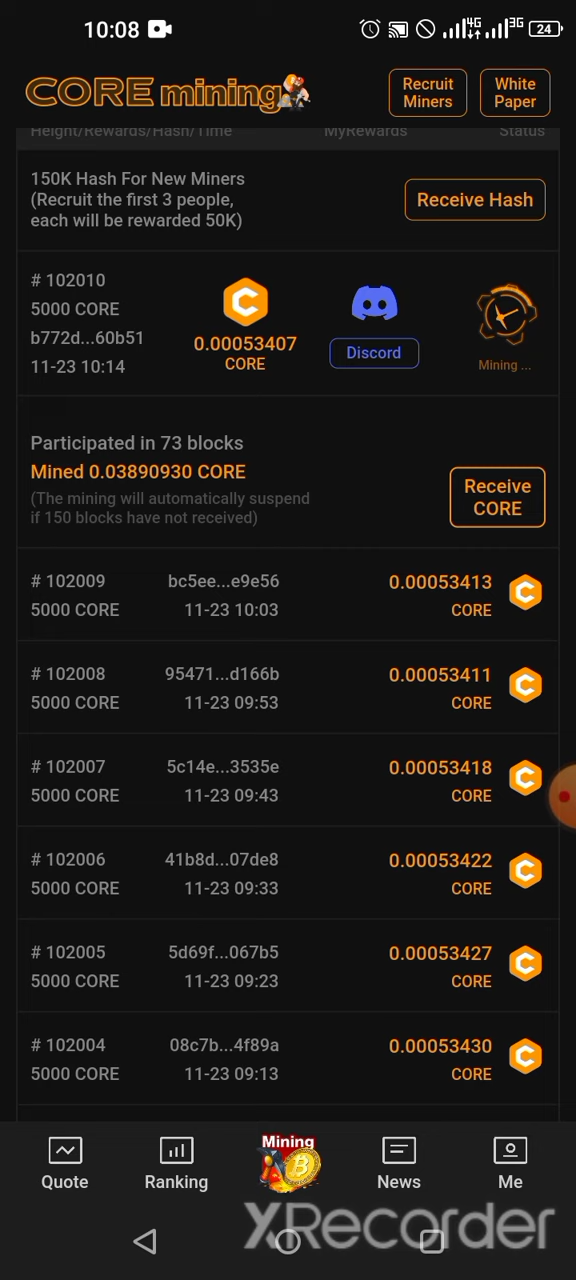 10:08
4G
3G
24
CORE mining
Recruit Miners
White Paper
Height/Rewards/Hash/Time MyRewards Status
150K Hash For New Miners
(Recruit the first 3 people,
each will be rewarded 50K)
Receive Hash
# 102010
5000 CORE
b772d...60b51
11-23 10:14
0.00053407
CORE
Discord
Mining ...
Participated in 73 blocks
Mined 0.03890930 CORE
(The mining will automatically suspend
if 150 blocks have not received)
Receive
CORE
# 102009 bc5ee...e9e56 0.00053413
5000 CORE 11-23 10:03 CORE
# 102008 95471...d166b 0.00053411
5000 CORE 11-23 09:53 CORE
# 102007 5c14e...3535e 0.00053418
5000 CORE 11-23 09:43 CORE
# 102006 41b8d...07de8 0.00053422
5000 CORE 11-23 09:33 CORE
# 102005 5d69f...067b5 0.00053427
5000 CORE 11-23 09:23 CORE
# 102004 08c7b...4f89a 0.00053430
5000 CORE 11-23 09:13 CORE
Mining
Quote Ranking News Me
XRecorder